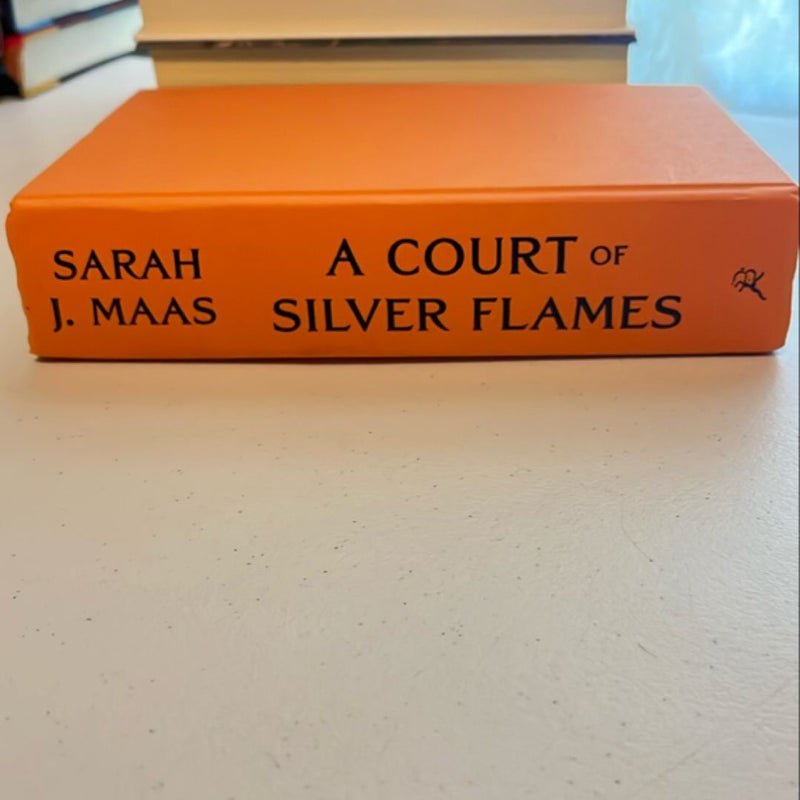 SARAH
J. MAAS
A COURT OF
SILVER FLAMES